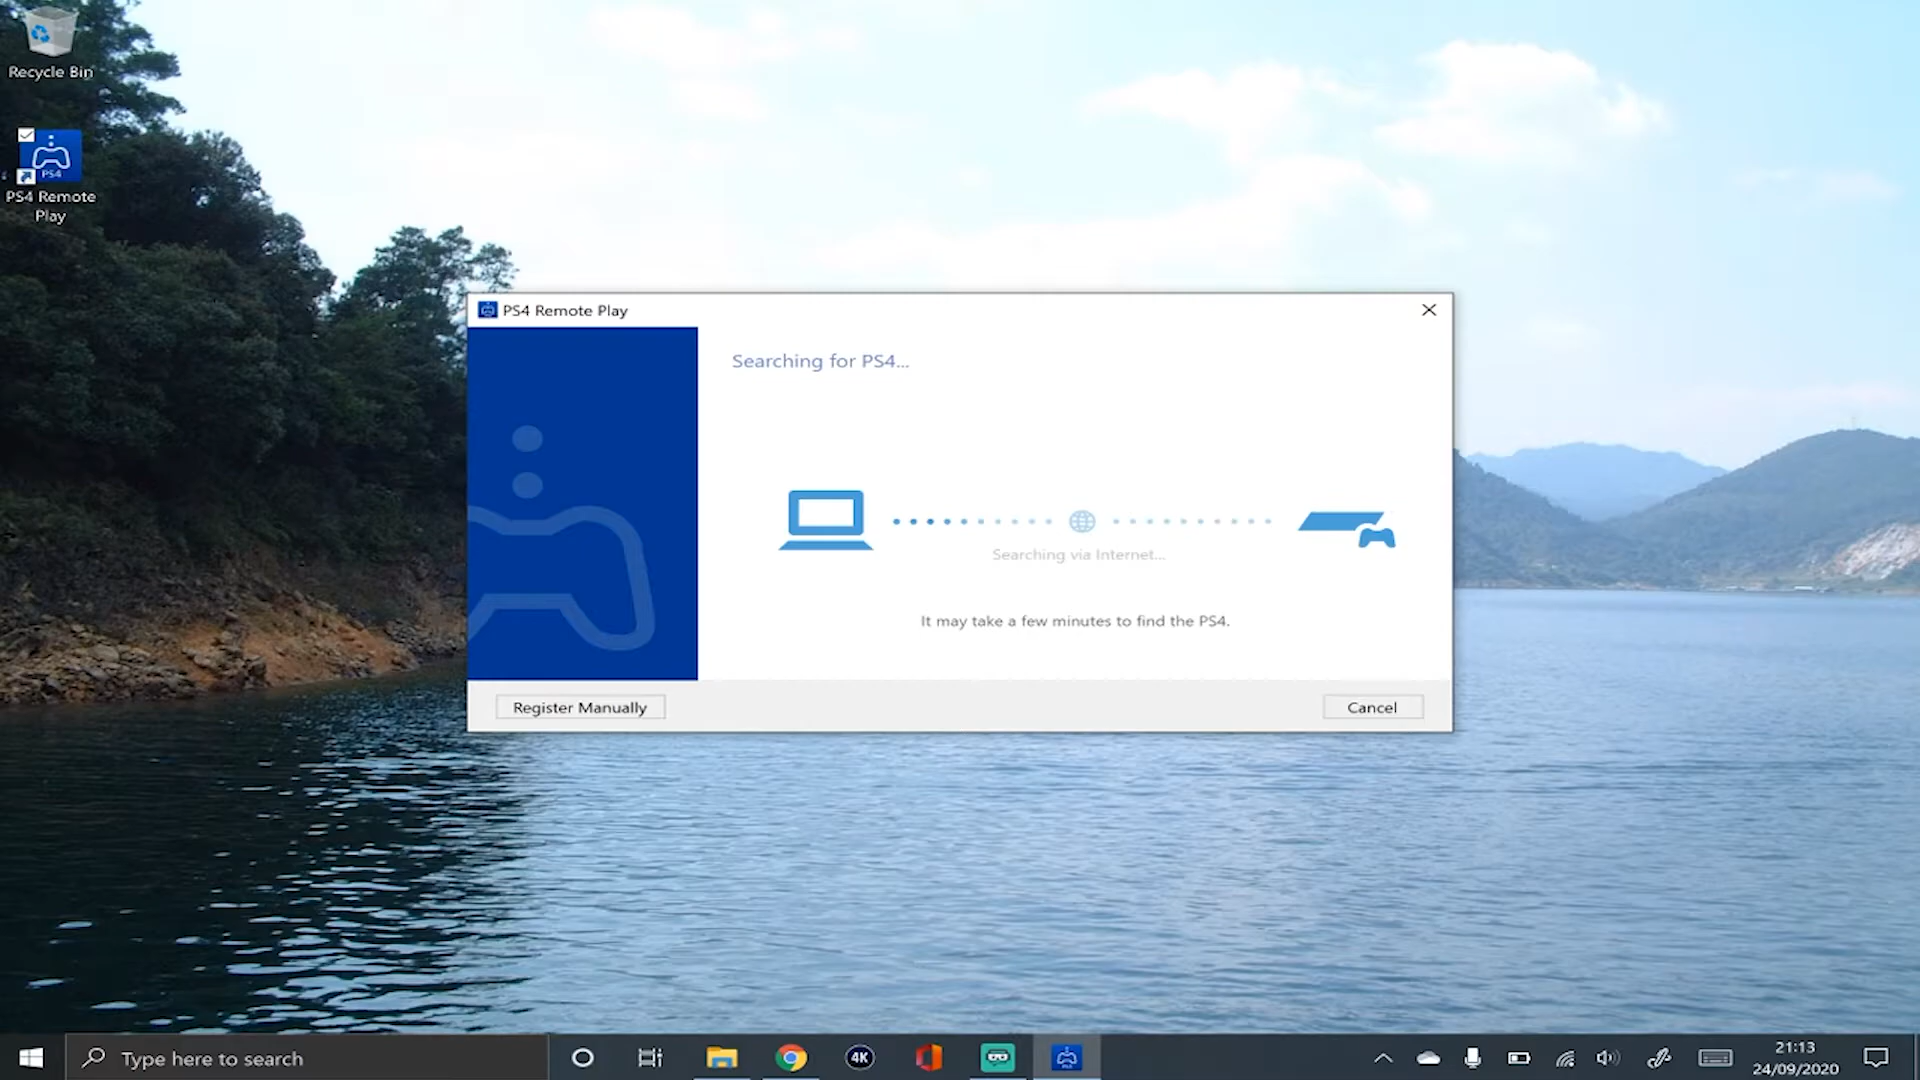 Recycle Bin
PS4
PS4 Remote
Play
PS4 Remote Play
Searching for PS4...
Searching via Internet...
It may take a few minutes to find the PS4.
Register Manually
Cancel
Type here to search
4K
21:13
24/09/2020